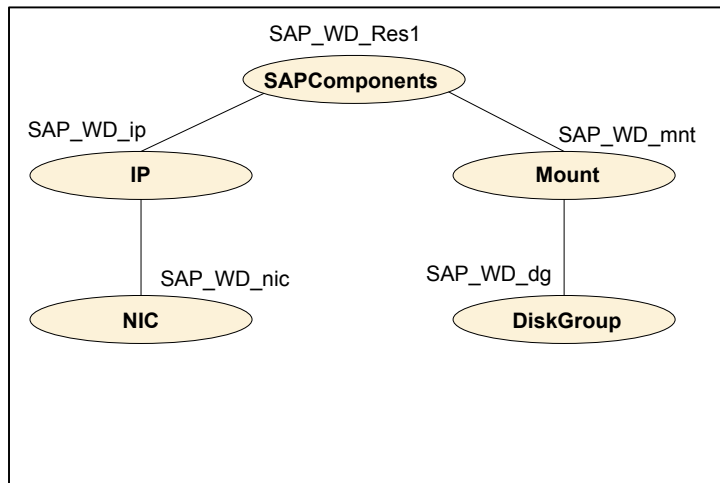 SAP_WD_Res1
SAPComponents
SAP_WD_ip
SAP_WD_mnt
IP
Mount
SAP_WD_nic
SAP_WD_dg
NIC
DiskGroup